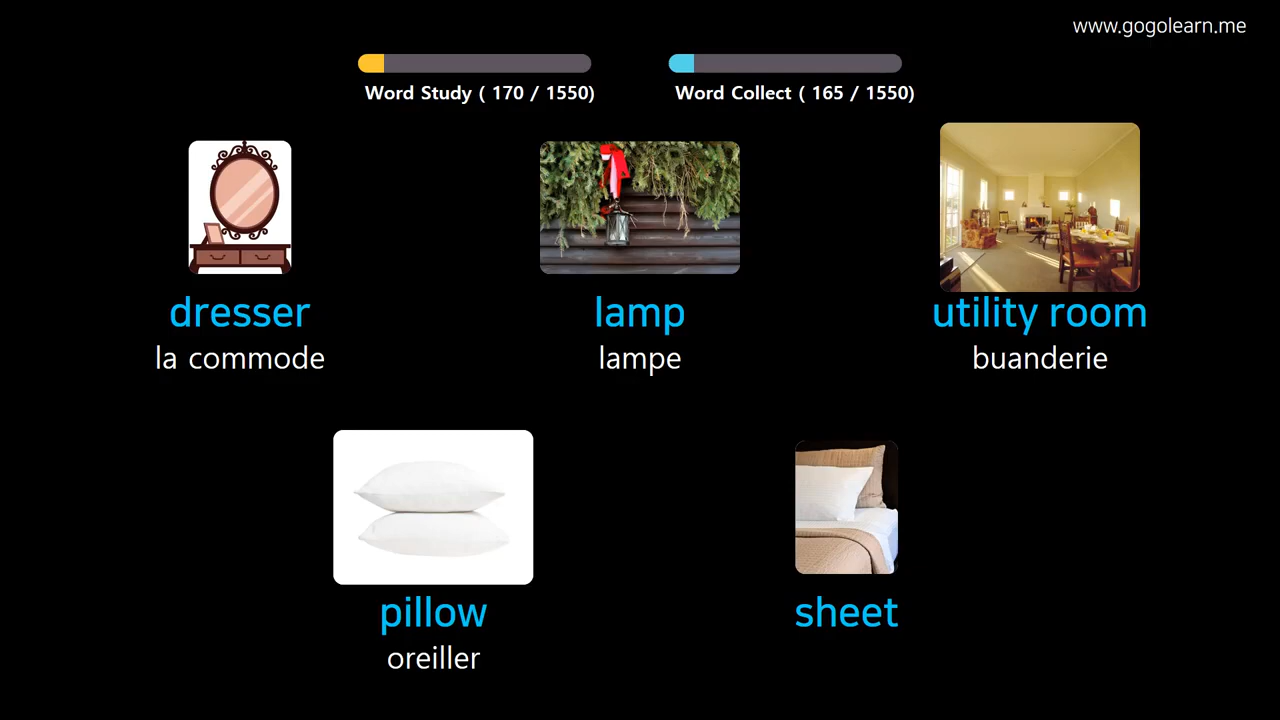 www.gogolearn.me
Word Study ( 170 / 1550)
Word Collect ( 165 / 1550)
dresser
la commode
lamp
lampe
utility room
buanderie
pillow
oreiller
sheet